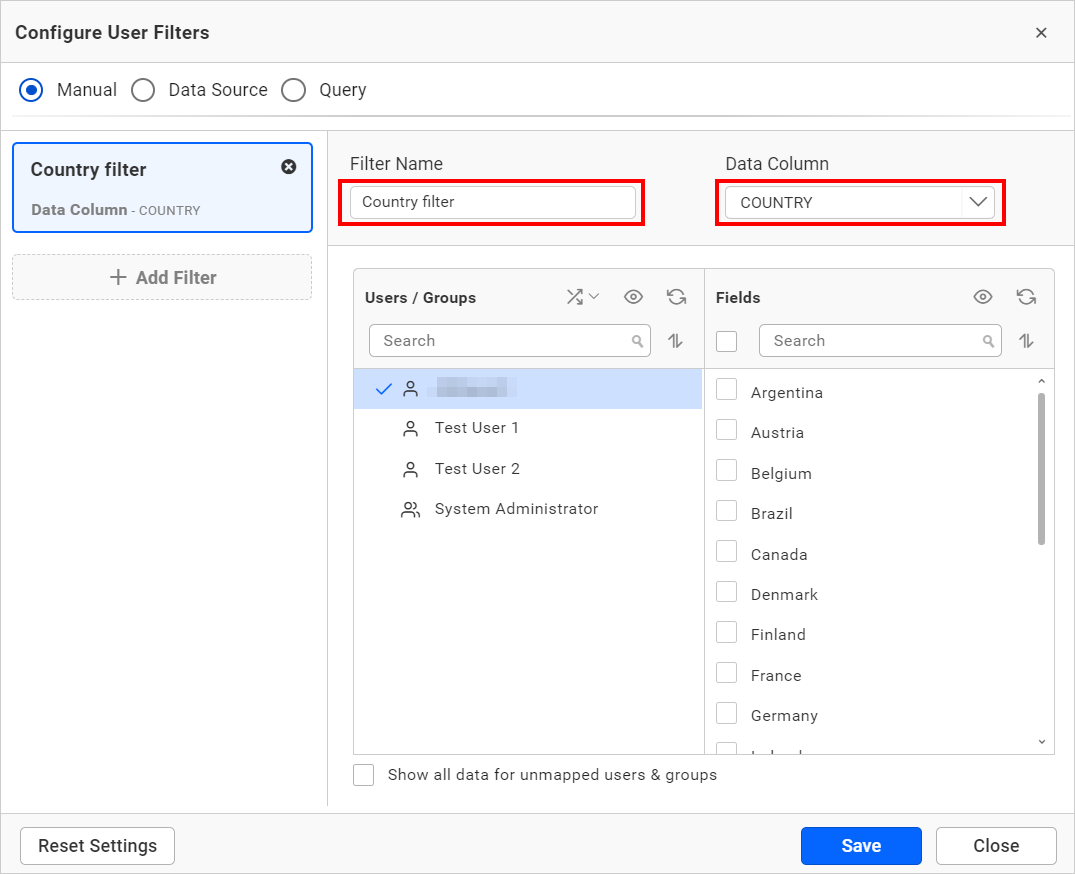 Configure User Filters
Manual Data Source Query
Country filter
Data Column - COUNTRY
Add Filter
Filter Name
Country filter
Data Column
COUNTRY
Users / Groups
Search
Test User 1
Test User 2
System Administrator
Fields
Search
Argentina
Austria
Belgium
Brazil
Canada
Denmark
Finland
France
Germany
Show all data for unmapped users & groups
Reset Settings
Save
Close